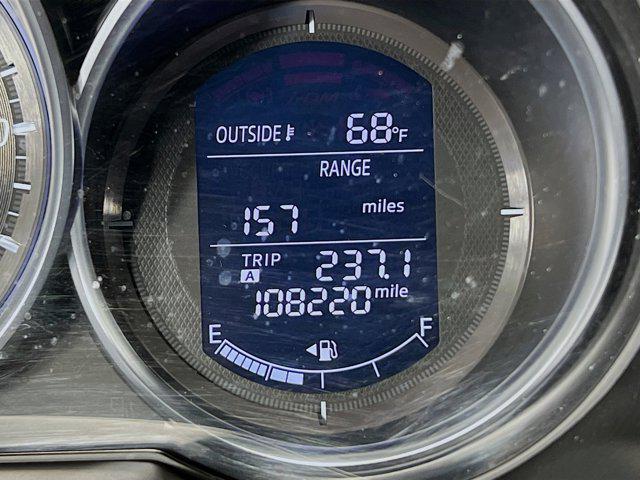 OUTSIDE 68°F
RANGE
157 miles
TRIP A 237.1
108220 mile
E F